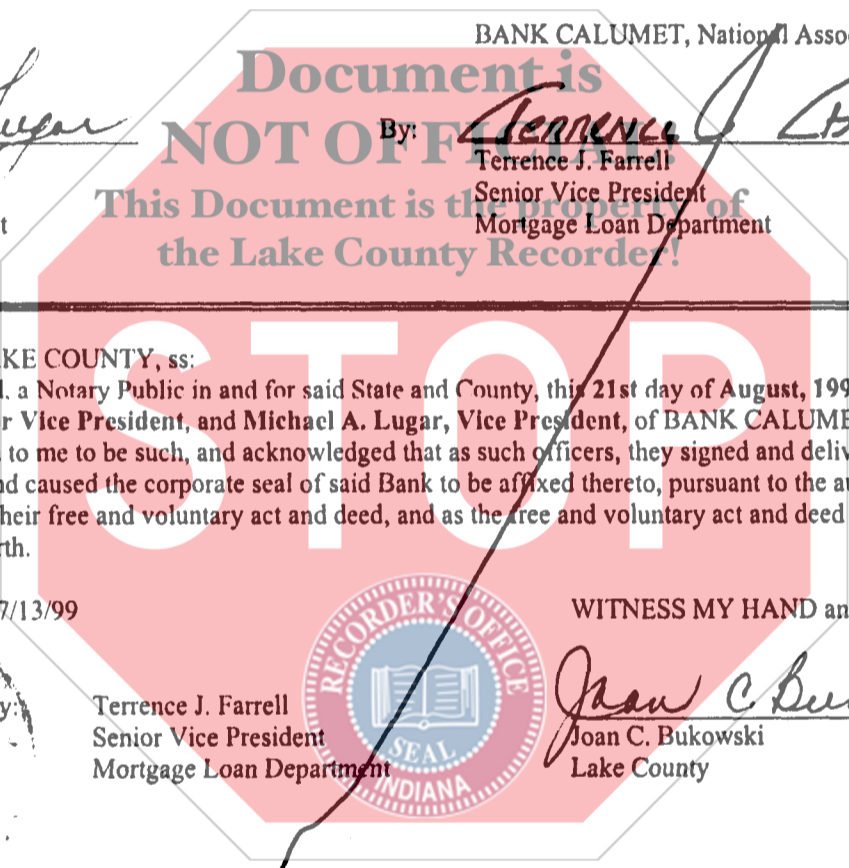 BANK CALUMET, National Asso
Document is
NOT OFFICIAL!
This Document is the property of
the Lake County Recorder!
ugar
By: Terrence J
Terrence J. Farrell
Senior Vice President
t
Mortgage Loan Department
STOP
KE COUNTY, ss:
a Notary Public in and for said State and County, this 21st day of August, 199
r Vice President, and Michael A. Lugar, Vice President, of BANK CALUME
to me to be such, and acknowledged that as such officers, they signed and deliv
nd caused the corporate seal of said Bank to be affixed thereto, pursuant to the au
heir free and voluntary act and deed, and as the free and voluntary act and deed
rth.
7/13/99
WITNESS MY HAND an
RECORDER'S OFFICE
SEAL
INDIANA
y:
Terrence J. Farrell
Senior Vice President
Mortgage Loan Department
Joan C. Bu
Joan C. Bukowski
Lake County